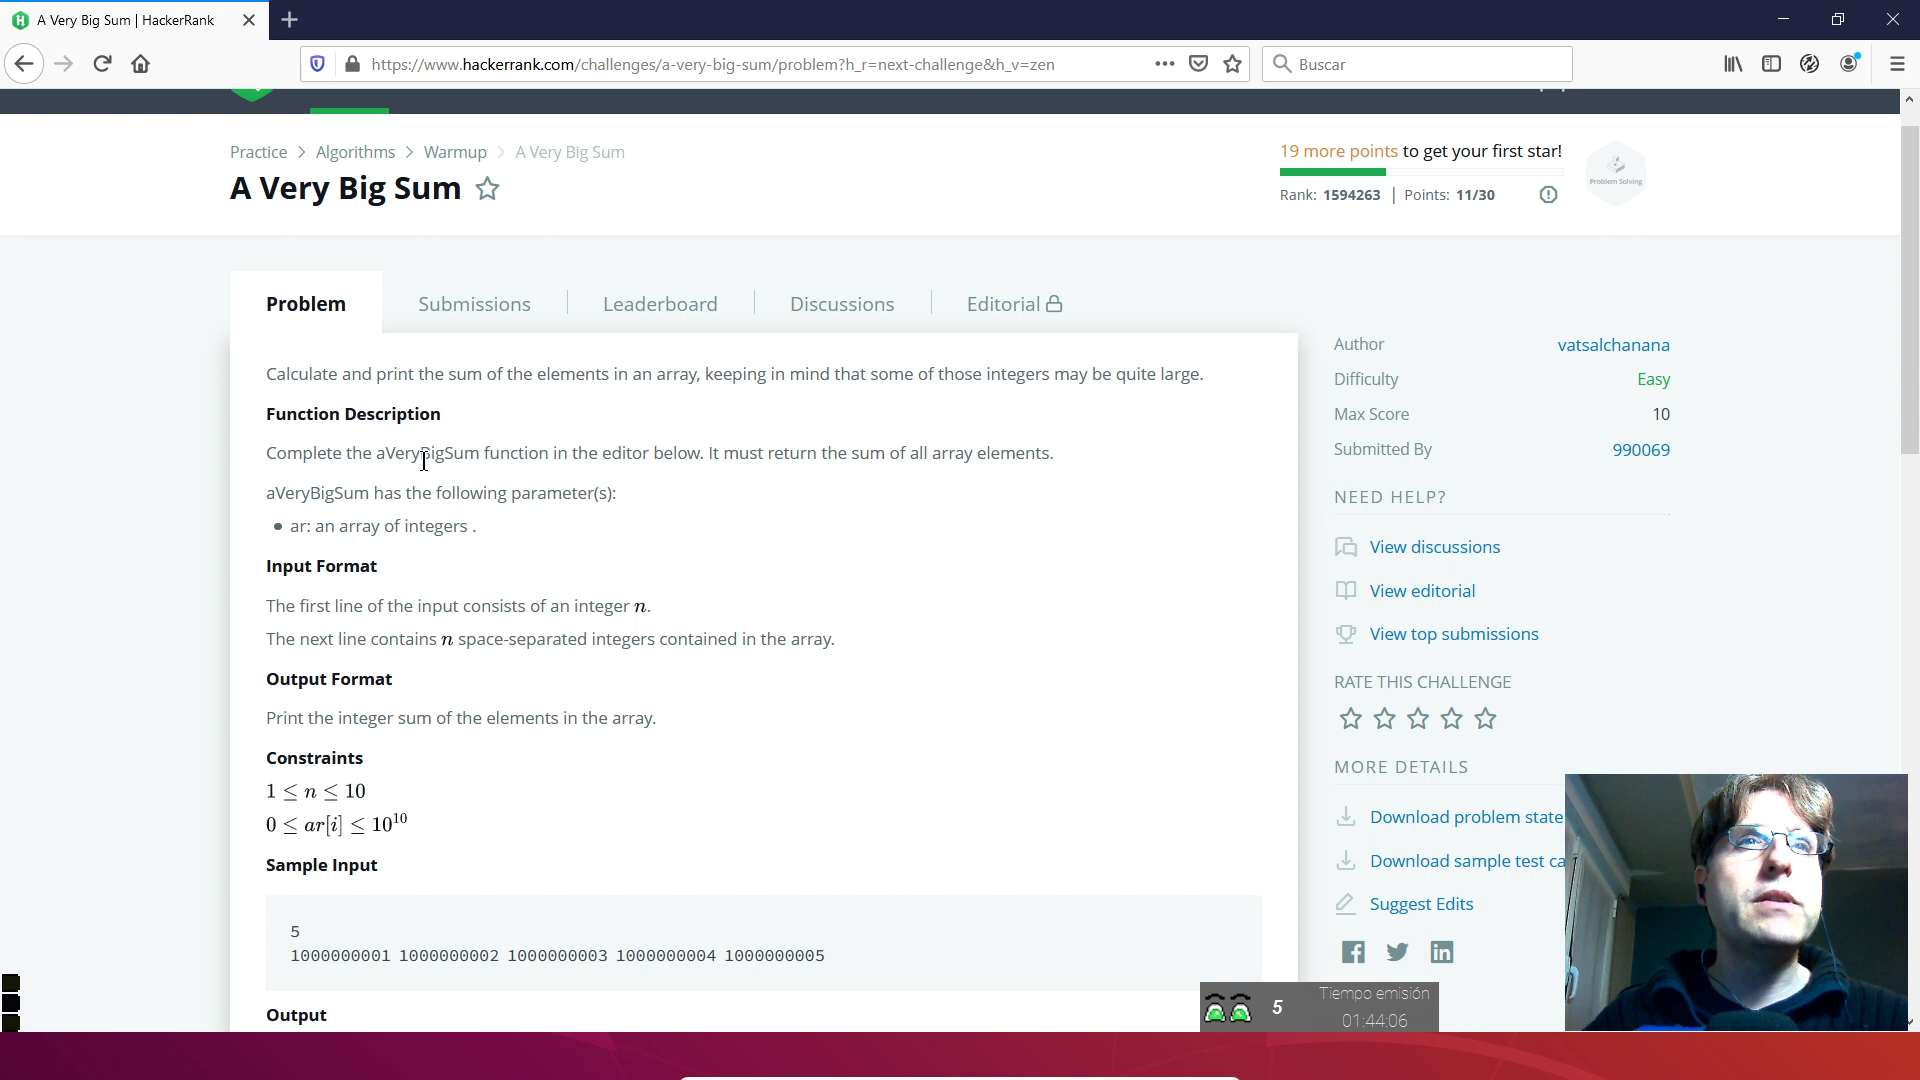 A Very Big Sum | HackerRank
https://www.hackerrank.com/challenges/a-very-big-sum/problem?h_r=next-challenge&h_v=zen
Buscar
Practice > Algorithms > Warmup > A Very Big Sum
A Very Big Sum
19 more points to get your first star!
Rank: 1594263 | Points: 11/30
Problem Solving
Problem
Submissions
Leaderboard
Discussions
Editorial
Calculate and print the sum of the elements in an array, keeping in mind that some of those integers may be quite large.
Function Description
Complete the aVeryBigSum function in the editor below. It must return the sum of all array elements.
aVeryBigSum has the following parameter(s):
• ar: an array of integers .
Input Format
The first line of the input consists of an integer n.
The next line contains n space-separated integers contained in the array.
Output Format
Print the integer sum of the elements in the array.
Constraints
1 ≤ n ≤ 10
0 ≤ ar[i] ≤ 10^10
Sample Input
5
1000000001 1000000002 1000000003 1000000004 1000000005
Output
Author vatsalchanana
Difficulty Easy
Max Score 10
Submitted By 990069
NEED HELP?
View discussions
View editorial
View top submissions
RATE THIS CHALLENGE
MORE DETAILS
Download problem state
Download sample test ca
Suggest Edits
5
Tiempo emisión
01:44:06